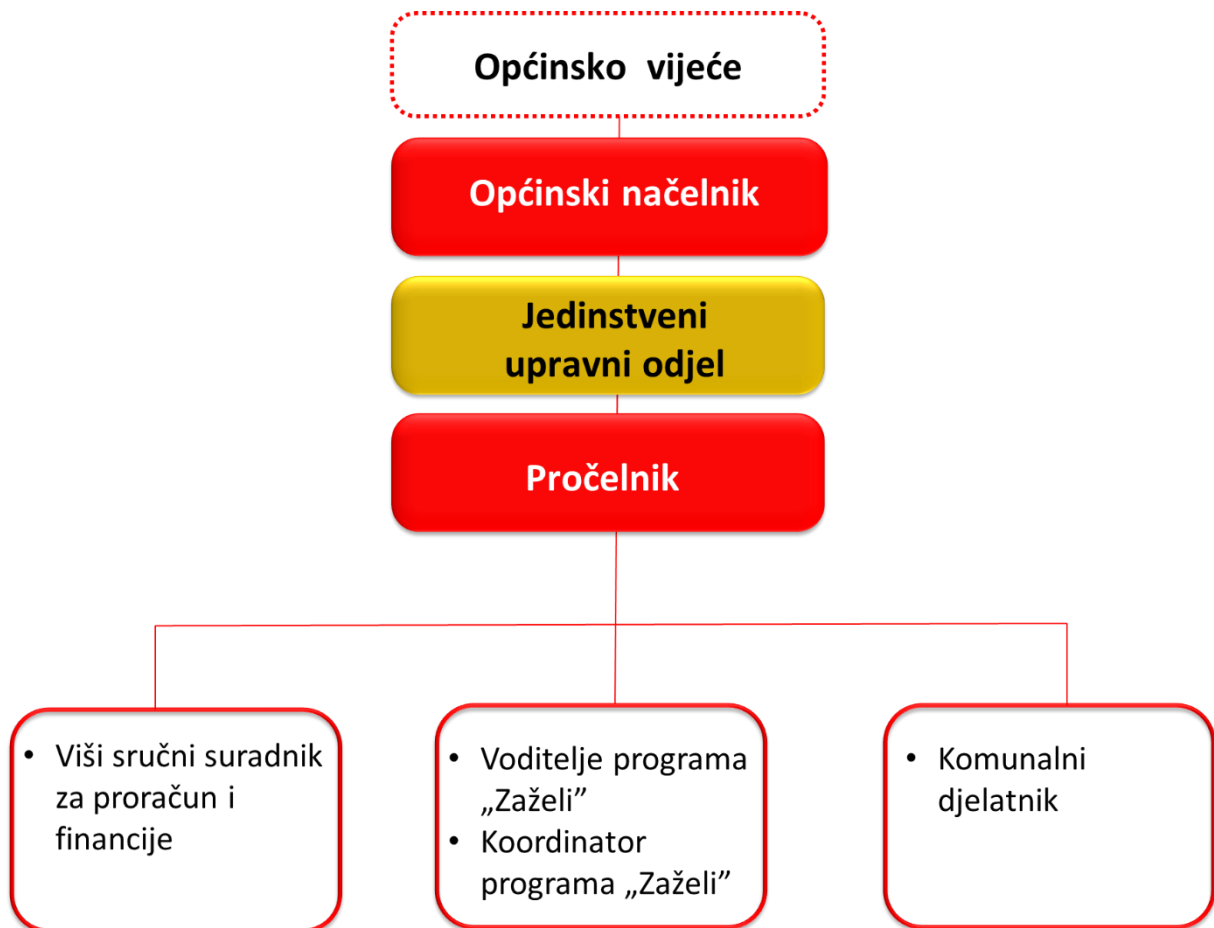 Općinsko vijeće
Općinski načelnik
Jedinstveni
upravni odjel
Pročelnik
• Viši sručni suradnik
za proračun i
financije
• Voditelje programa
„Zaželi”
• Koordinator
programa „Zaželi”
• Komunalni
djelatnik